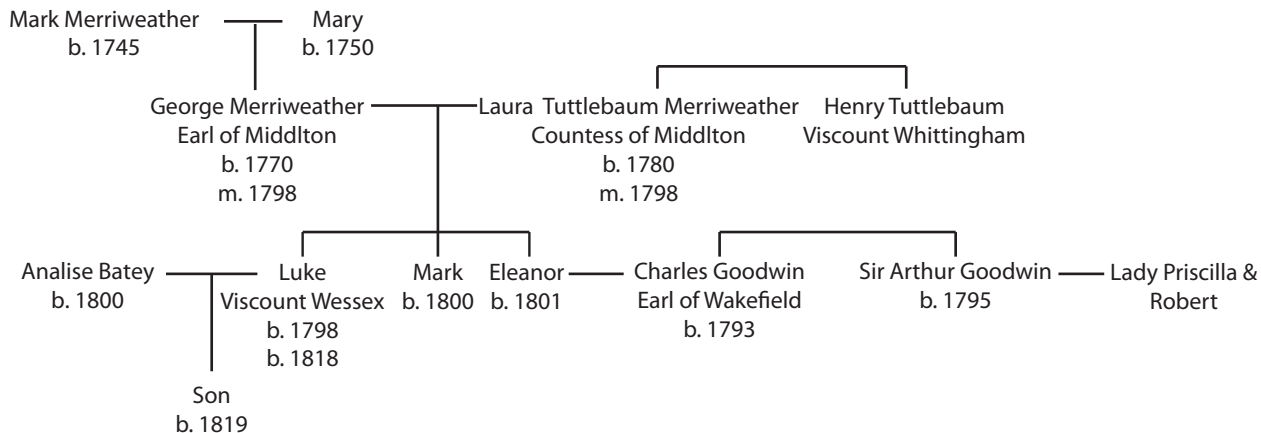 Mark Merriweather
b. 1745
Mary
b. 1750
George Merriweather
Earl of Middlton
b. 1770
m. 1798
Laura Tuttlebaum Merriweather
Countess of Middlton
b. 1780
m. 1798
Henry Tuttlebaum
Viscount Whittingham
Analise Batey
b. 1800
Luke
Viscount Wessex
b. 1798
b. 1818
Mark
b. 1800
Eleanor
b. 1801
Charles Goodwin
Earl of Wakefield
b. 1793
Sir Arthur Goodwin
b. 1795
Lady Priscilla &
Robert
Son
b. 1819